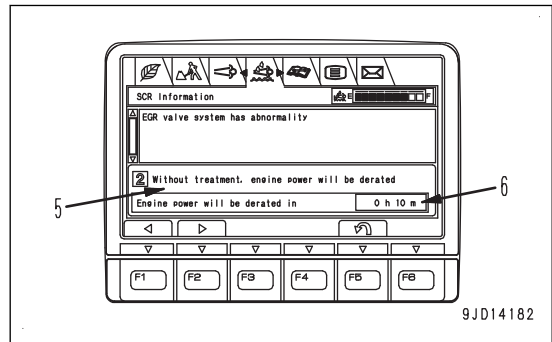 SCR Information
E F
EGR valve system has abnormality
2 Without treatment, engine power will be derated
Engine power will be derated in 0 h 10 m
5
6
F1 F2 F3 F4 F5 F6
9JD14182